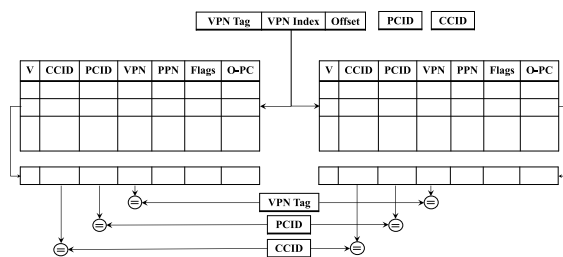 VPN Tag VPN Index Offset PCID CCID
V CCID PCID VPN PPN Flags O-PC V CCID PCID VPN PPN Flags O-PC
= VPN Tag =
= PCID =
= CCID =